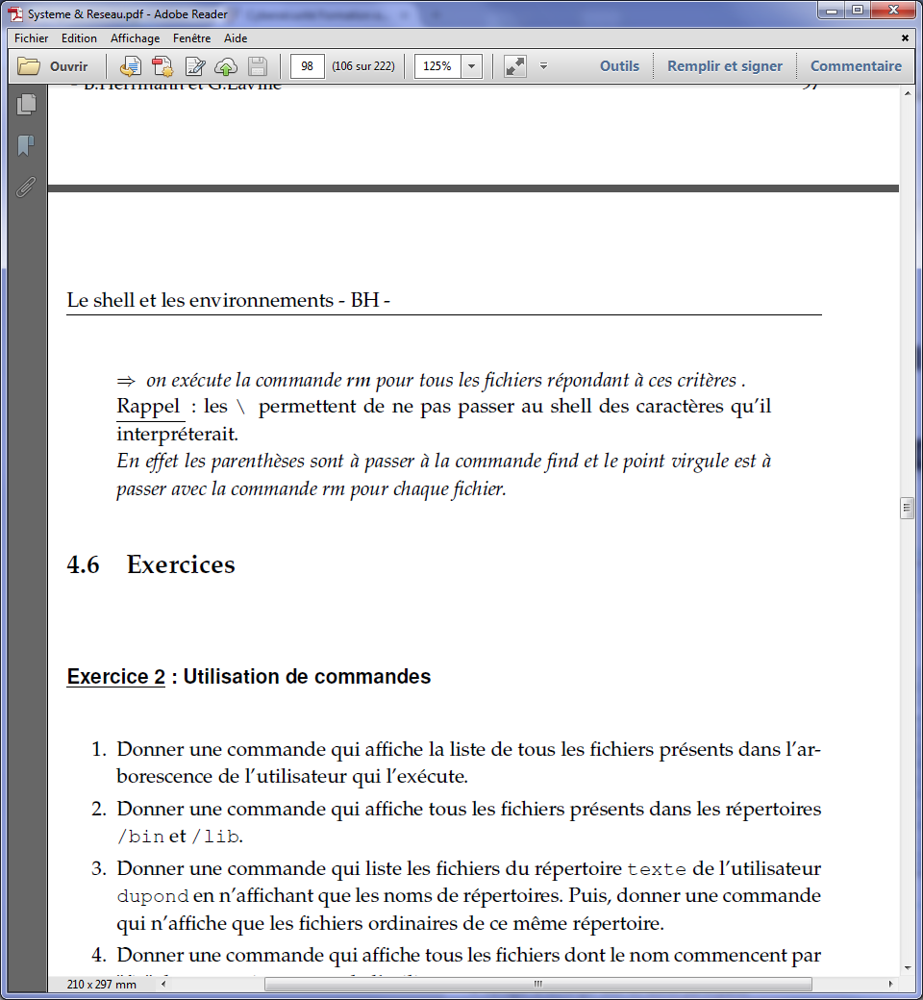 Systeme & Reseau.pdf - Adobe Reader
Fichier Edition Affichage Fenêtre Aide
Ouvrir 98 (106 sur 222) 125% Outils Remplir et signer Commentaire
- B.Herrmann et G.Laville 97
Le shell et les environnements - BH -
⇒ on exécute la commande rm pour tous les fichiers répondant à ces critères .
Rappel : les \ permettent de ne pas passer au shell des caractères qu'il
interpréterait.
En effet les parenthèses sont à passer à la commande find et le point virgule est à
passer avec la commande rm pour chaque fichier.
4.6 Exercices
Exercice 2 : Utilisation de commandes
1. Donner une commande qui affiche la liste de tous les fichiers présents dans l'ar-
borescence de l'utilisateur qui l'exécute.
2. Donner une commande qui affiche tous les fichiers présents dans les répertoires
/bin et /lib.
3. Donner une commande qui liste les fichiers du répertoire texte de l'utilisateur
dupond en n'affichant que les noms de répertoires. Puis, donner une commande
qui n'affiche que les fichiers ordinaires de ce même répertoire.
4. Donner une commande qui affiche tous les fichiers dont le nom commencent par
210 x 297 mm